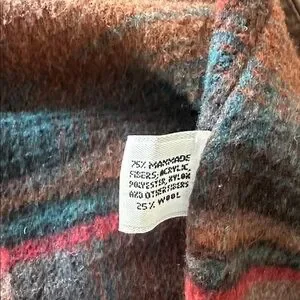 75% MANMADE
FIBERS; ACRYLIC,
POLYESTER, NYLON
AND OTHER FIBERS
25% WOOL